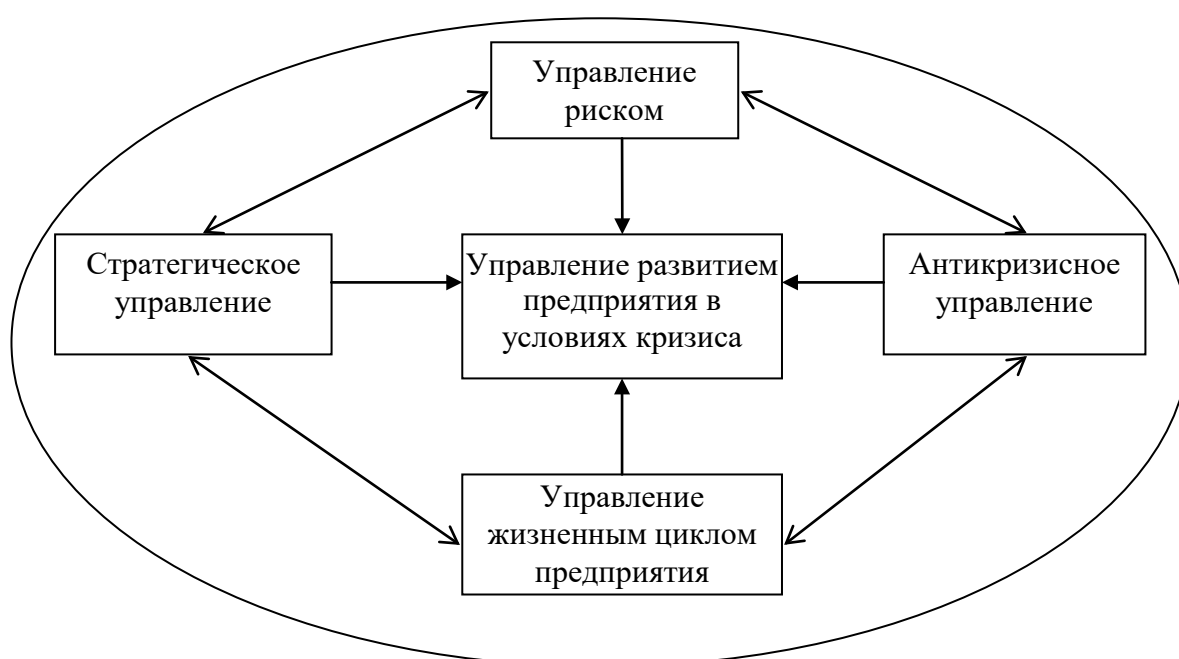 Управление
риском
Стратегическое
управление
Управление развитием
предприятия в
условиях кризиса
Антикризисное
управление
Управление
жизненным циклом
предприятия